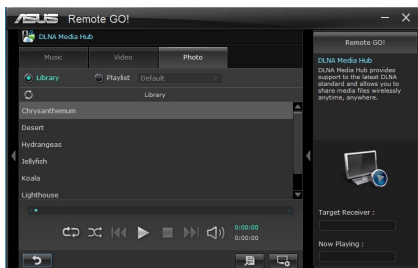 ASUS Remote GO!
DLNA Media Hub
Music Video Photo
Library Playlist Default
Library
Chrysanthemum
Desert
Hydrangeas
Jellyfish
Koala
Lighthouse
0:00:00
0:00:00
Remote GO!
DLNA Media Hub
DLNA Media Hub provides
support to the latest DLNA
standard and allows you to
share media files wirelessly
anytime, anywhere.
Target Receiver :
Now Playing :